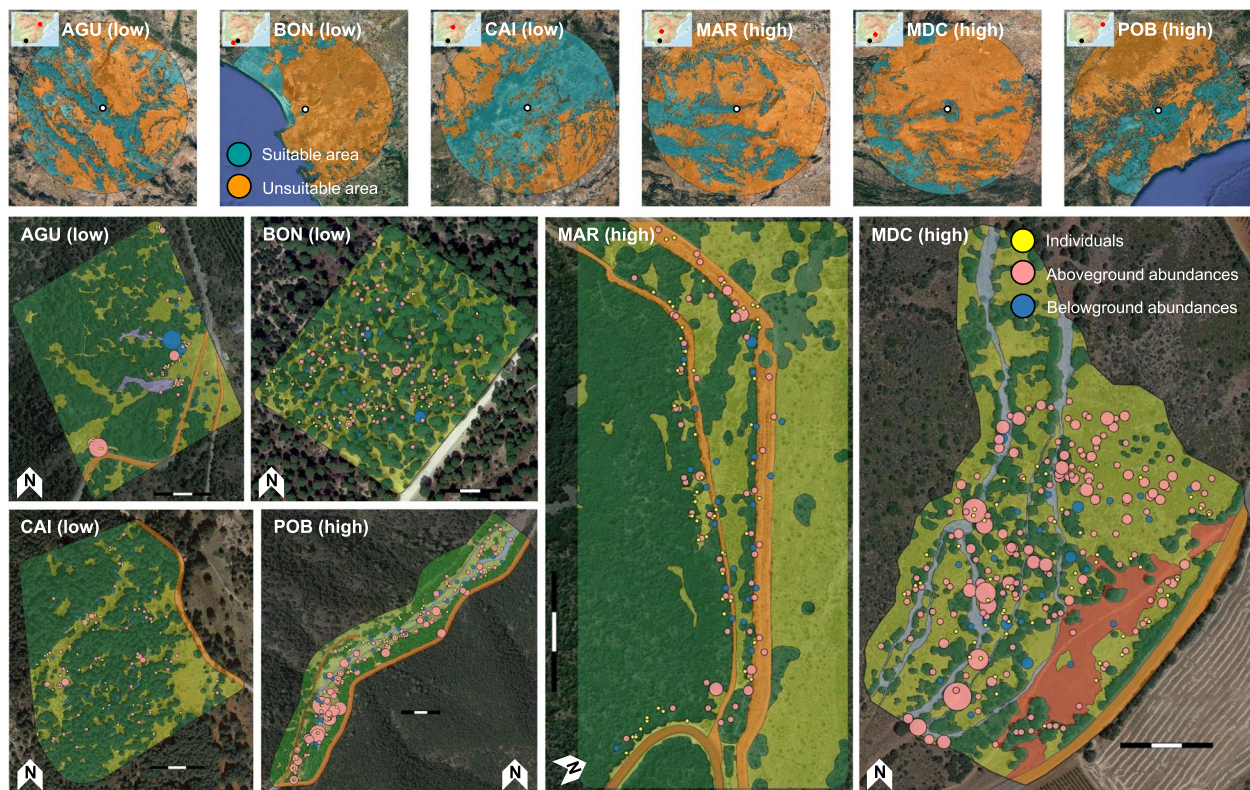 AGU (low)
BON (low)
CAI (low)
MAR (high)
MDC (high)
POB (high)
Suitable area
Unsuitable area
AGU (low)
BON (low)
MAR (high)
MDC (high)
Individuals
Aboveground abundances
Belowground abundances
N
N
CAI (low)
POB (high)
N
N
N
N